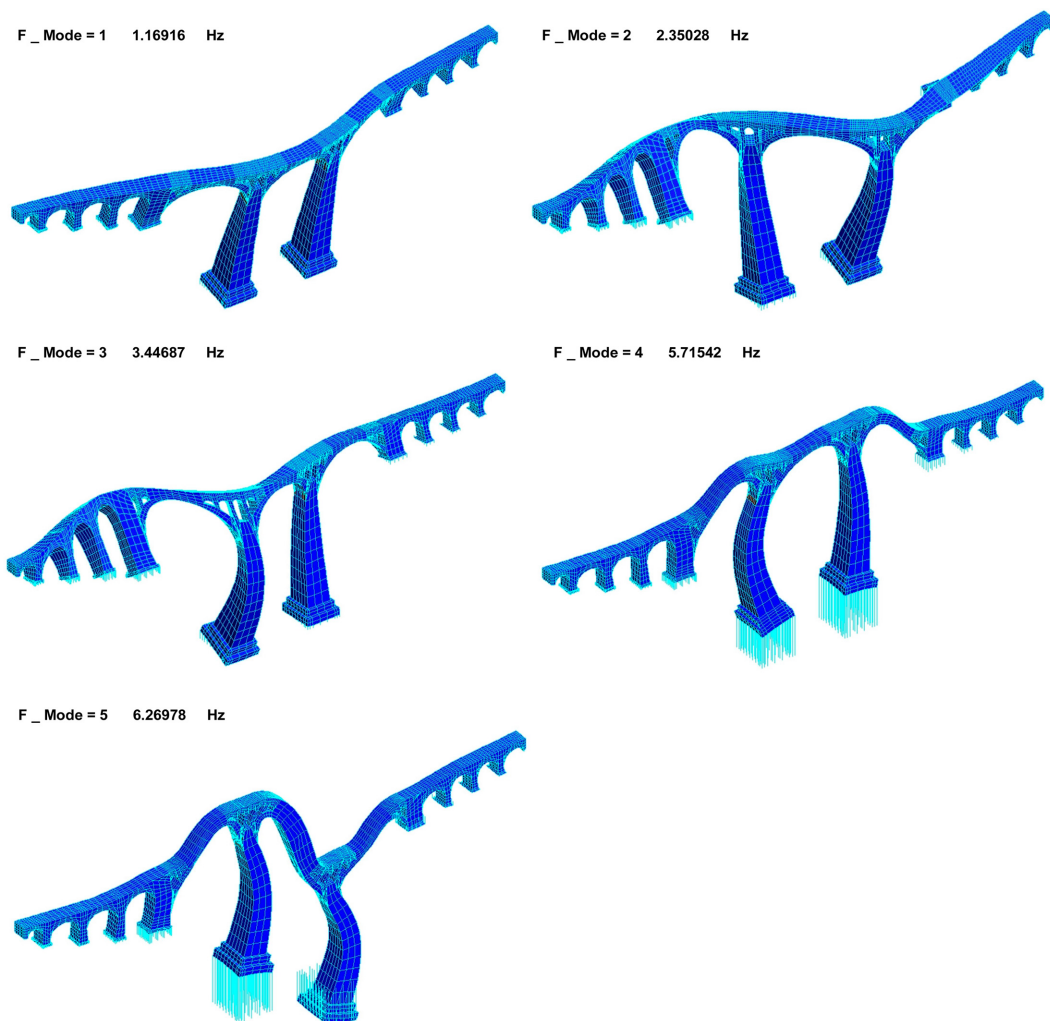 F _ Mode = 1 1.16916 Hz
F _ Mode = 2 2.35028 Hz
F _ Mode = 3 3.44687 Hz
F _ Mode = 4 5.71542 Hz
F _ Mode = 5 6.26978 Hz